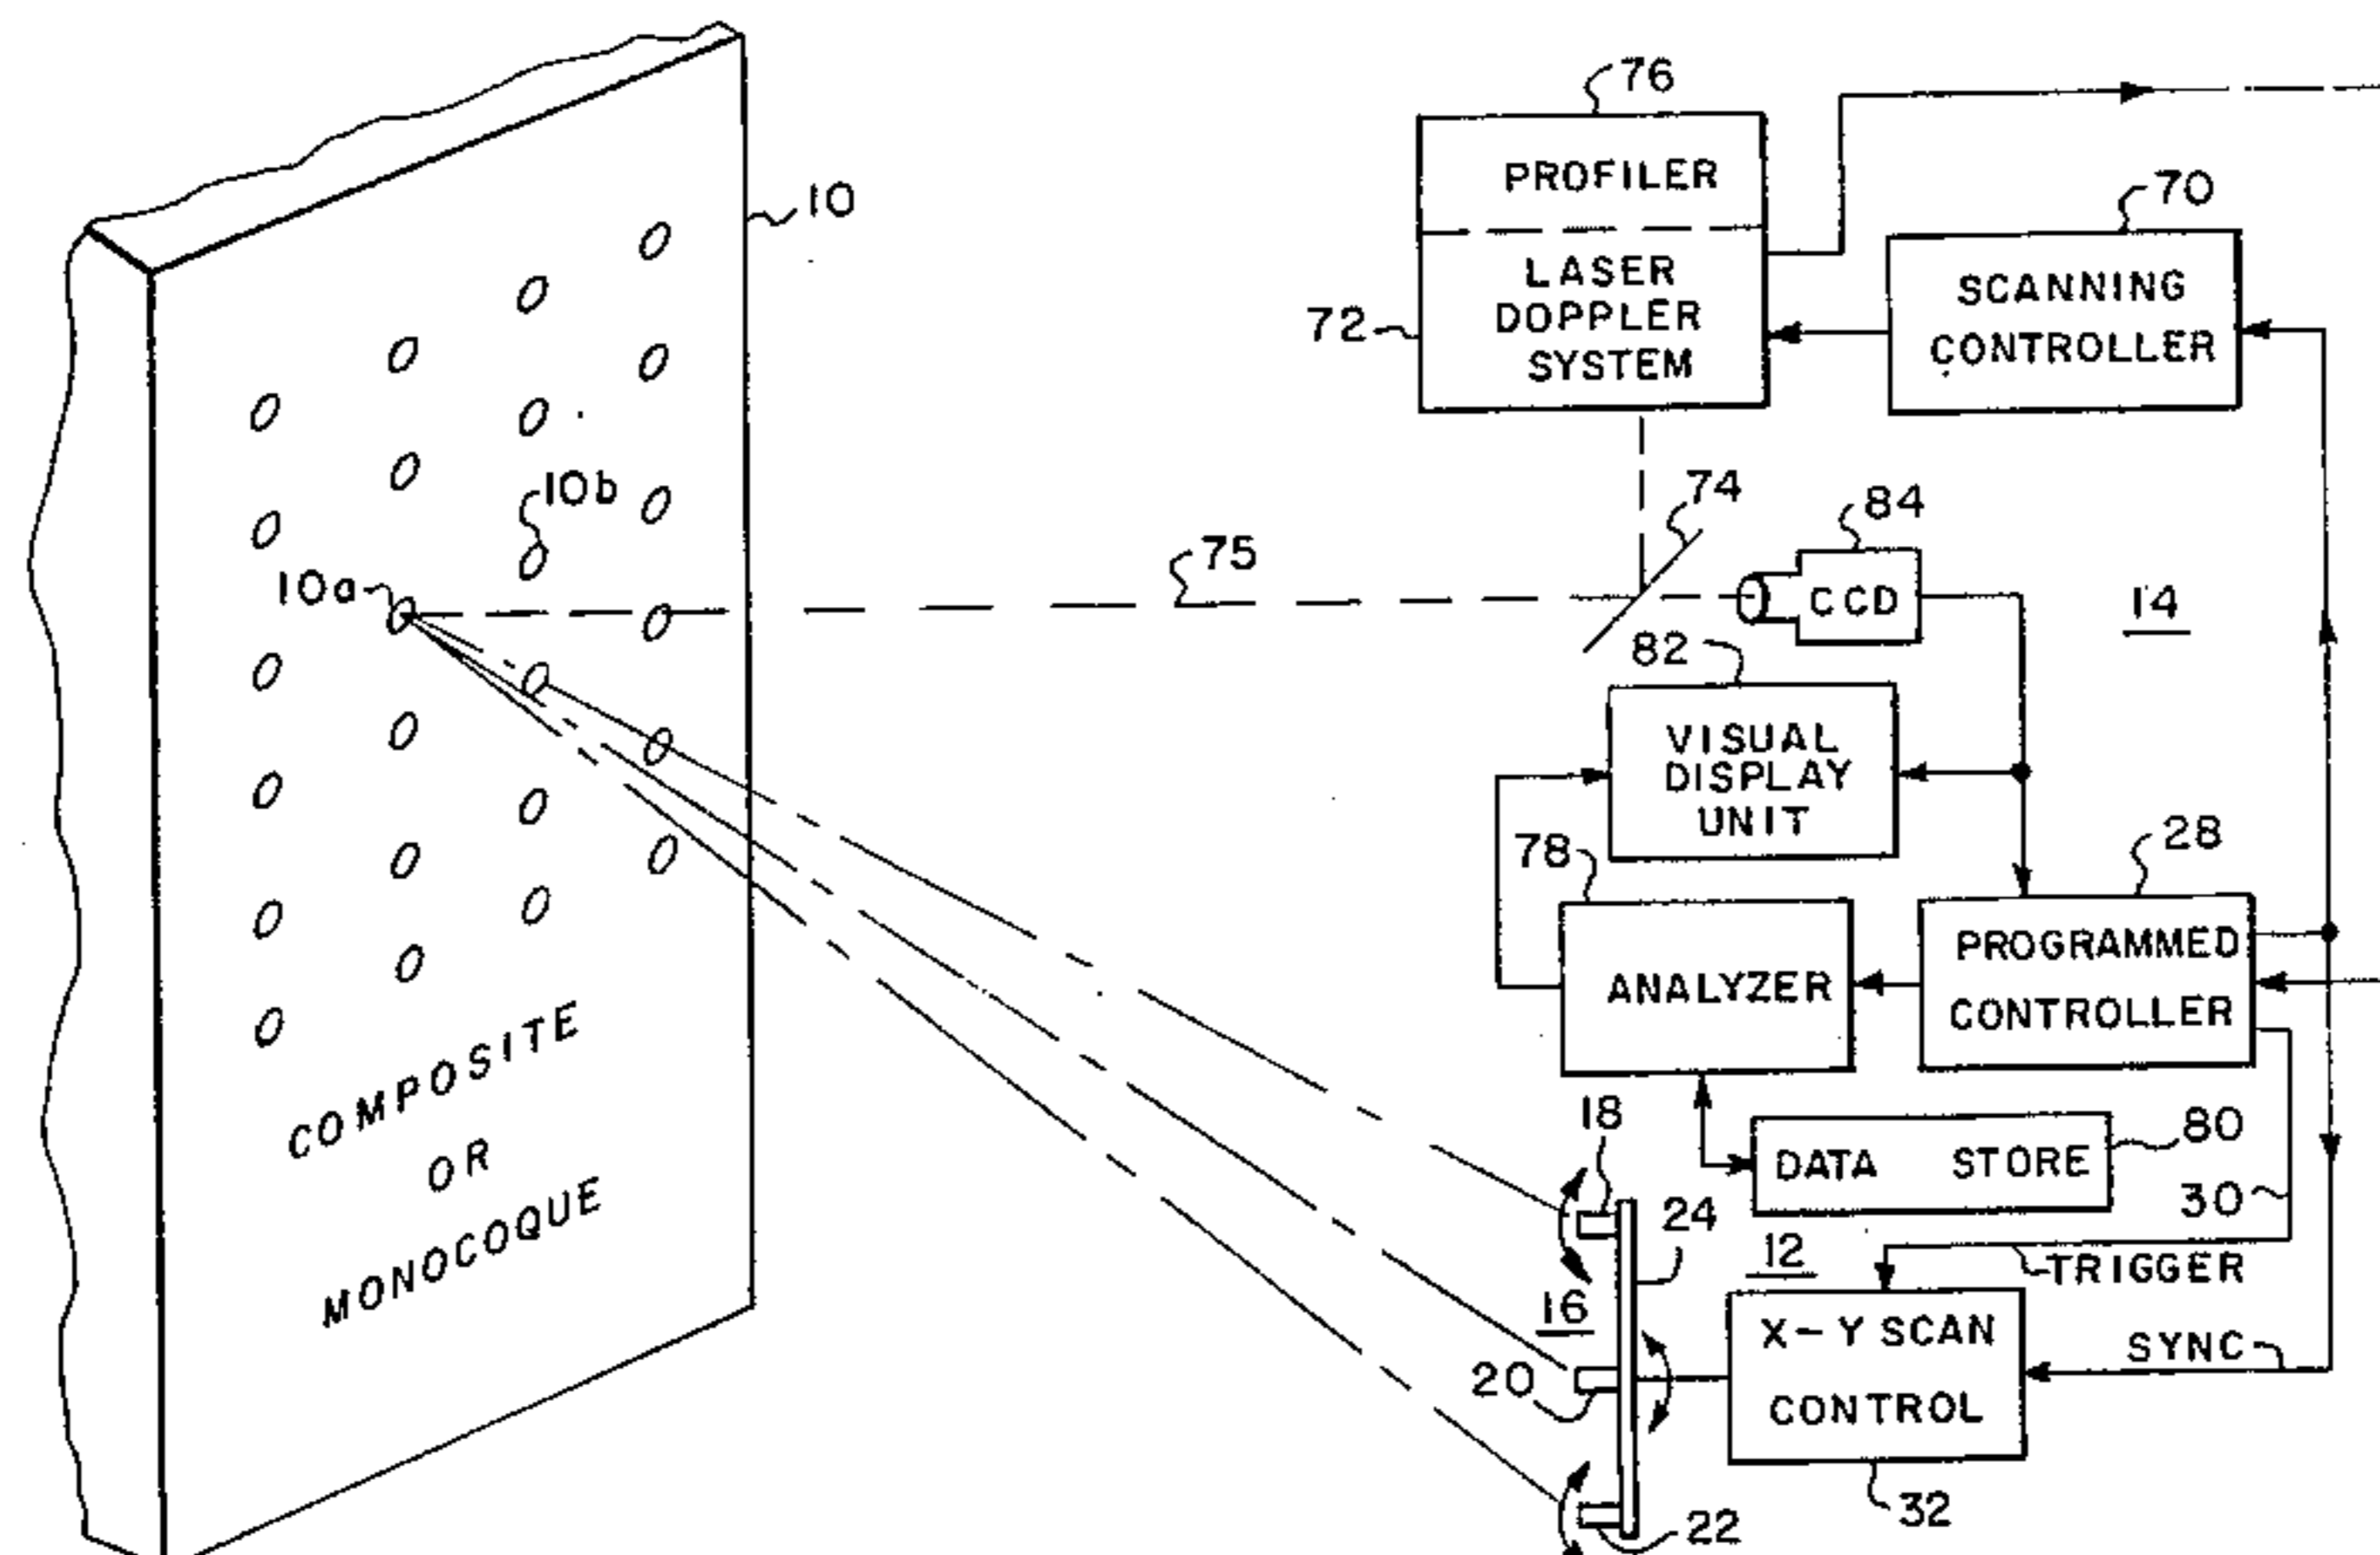 76
PROFILER
70
10
LASER
DOPPLER
SYSTEM
72
SCANNING
CONTROLLER
10b
74
84
75
10a
CCD
14
82
VISUAL
DISPLAY
UNIT
78
28
ANALYZER
PROGRAMMED
CONTROLLER
COMPOSITE
OR
MONOCOQUE
18
80
DATA STORE
30
24
12
TRIGGER
16
X-Y SCAN
CONTROL
SYNC
20
32
22